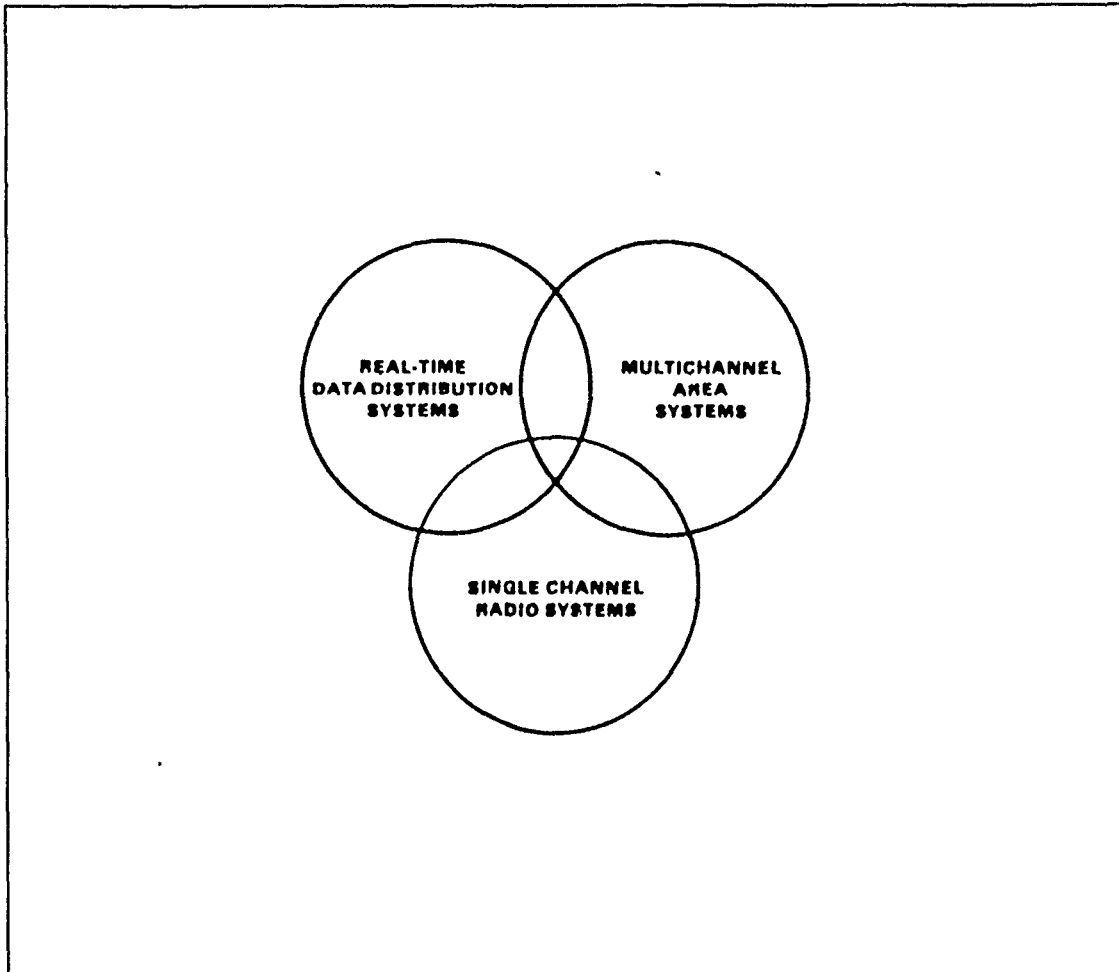 REAL-TIME
DATA DISTRIBUTION
SYSTEMS
MULTICHANNEL
AREA
SYSTEMS
SINGLE CHANNEL
RADIO SYSTEMS